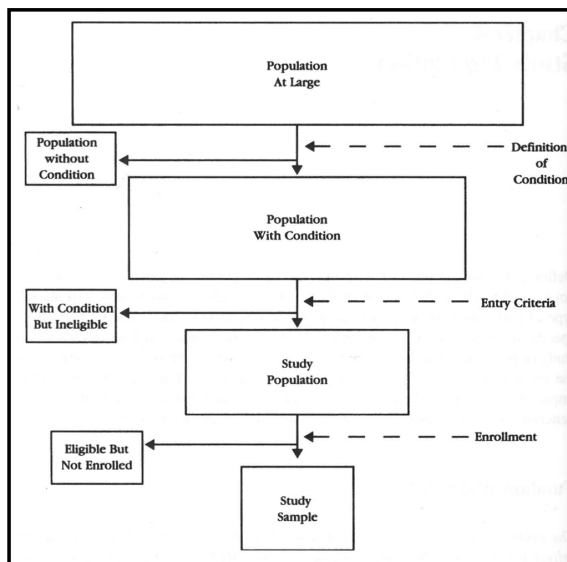 Population
At Large
Population
without
Condition
Definition
of
Condition
Population
With Condition
With Condition
But Ineligible
Entry Criteria
Study
Population
Eligible But
Not Enrolled
Enrollment
Study
Sample